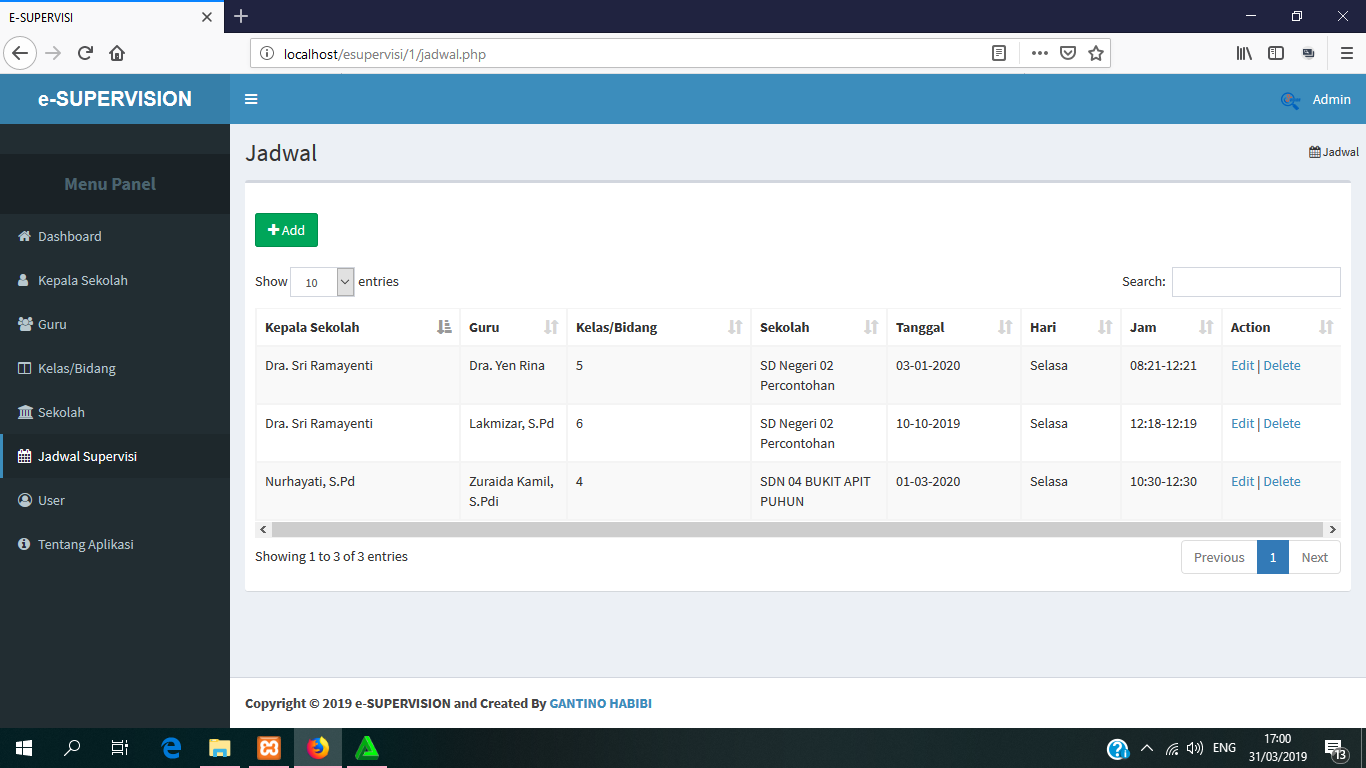 E-SUPERVISI
localhost/esupervisi/1/jadwal.php
e-SUPERVISION
Admin
Jadwal
Jadwal
Menu Panel
Dashboard
Kepala Sekolah
Guru
Kelas/Bidang
Sekolah
Jadwal Supervisi
User
Tentang Aplikasi
Add
Show 10 entries
Search:
Kepala Sekolah Guru Kelas/Bidang Sekolah Tanggal Hari Jam Action
Dra. Sri Ramayenti Dra. Yen Rina 5 SD Negeri 02 03-01-2020 Selasa 08:21-12:21 Edit | Delete
Percontohan
Dra. Sri Ramayenti Lakmizar, S.Pd 6 SD Negeri 02 10-10-2019 Selasa 12:18-12:19 Edit | Delete
Percontohan
Nurhayati, S.Pd Zuraida Kamil, 4 SDN 04 BUKIT APIT 01-03-2020 Selasa 10:30-12:30 Edit | Delete
S.Pdi PUHUN
Showing 1 to 3 of 3 entries
Previous 1 Next
Copyright © 2019 e-SUPERVISION and Created By GANTINO HABIBI
ENG
17:00
31/03/2019
13